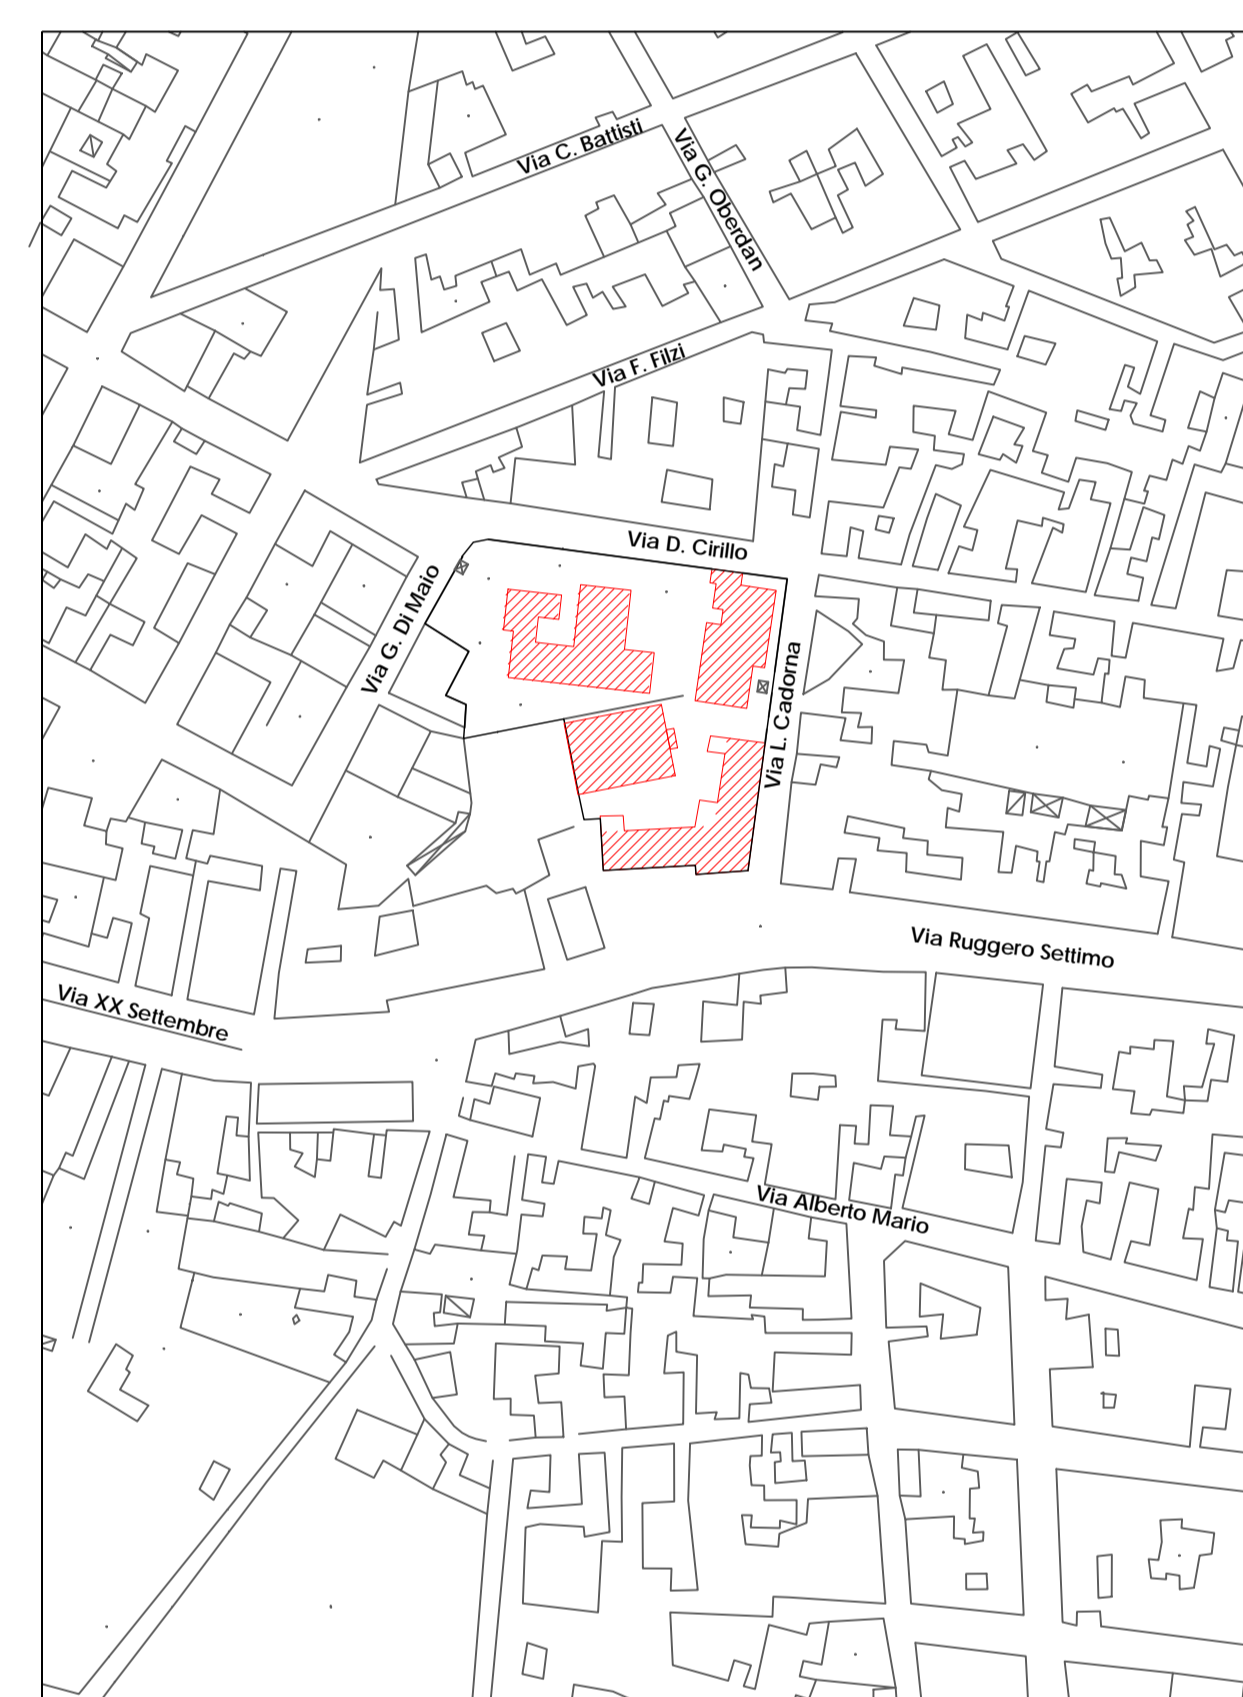 Via C. Battisti
Via G. Oberdan
Via F. Filzi
Via D. Cirillo
Via G. Di Maio
Via L. Cadorna
Via Ruggero Settimo
Via XX Settembre
Via Alberto Mario